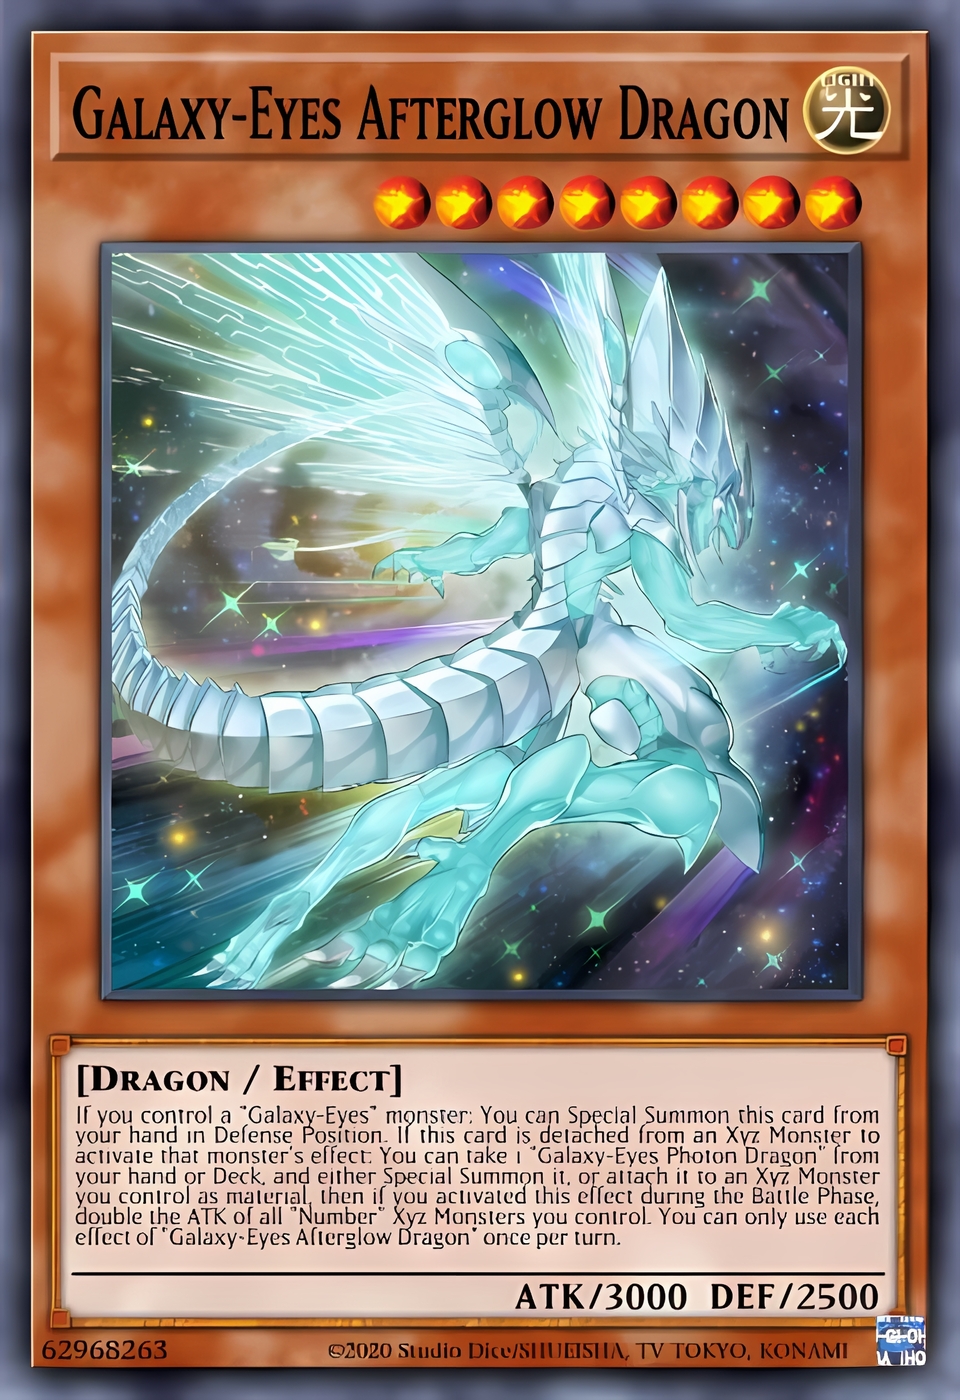 GALAXY-EYES AFTERGLOW DRAGON
光
[DRAGON / EFFECT]
If you control a "Galaxy-Eyes" monster: You can Special Summon this card from
your hand in Defense Position. If this card is detached from an Xyz Monster to
activate that monster's effect: You can take 1 "Galaxy-Eyes Photon Dragon" from
your hand or Deck, and either Special Summon it, or attach it to an Xyz Monster
you control as material, then if you activated this effect during the Battle Phase,
double the ATK of all "Number" Xyz Monsters you control. You can only use each
effect of "Galaxy-Eyes Afterglow Dragon" once per turn.
ATK/3000 DEF/2500
62968263
©2020 Studio Dice/SHUEISHA, TV TOKYO, KONAMI